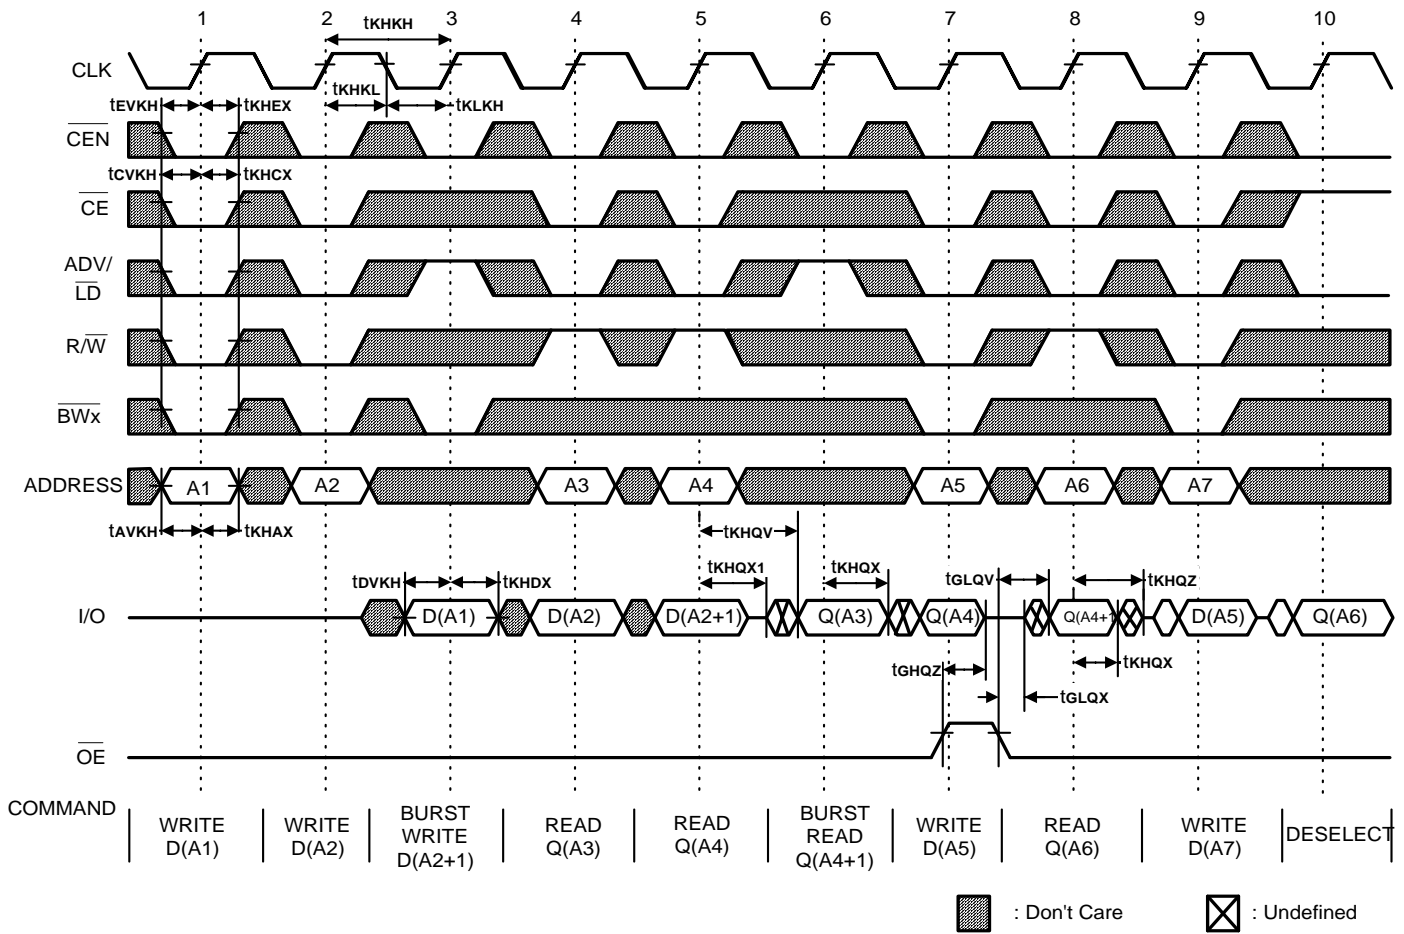 1 2 3 4 5 6 7 8 9 10
tKHKH
CLK
tKHKL tKLKH
tEVKH tKHEX
CEN
tCVKH tKHCX
CE
ADV/
LD
R/W
BWx
ADDRESS A1 A2 A3 A4 A5 A6 A7
tAVKH tKHAX tKHQV
tDVKH tKHDX tKHQX1 tKHQX tGLQV tKHQZ
I/O D(A1) D(A2) D(A2+1) Q(A3) Q(A4) Q(A4+1 D(A5) Q(A6)
tGHQZ tKHQX
tGLQX
OE
COMMAND
WRITE
D(A1)
WRITE
D(A2)
BURST
WRITE
D(A2+1)
READ
Q(A3)
READ
Q(A4)
BURST
READ
Q(A4+1)
WRITE
D(A5)
READ
Q(A6)
WRITE
D(A7)
DESELECT
: Don't Care
: Undefined